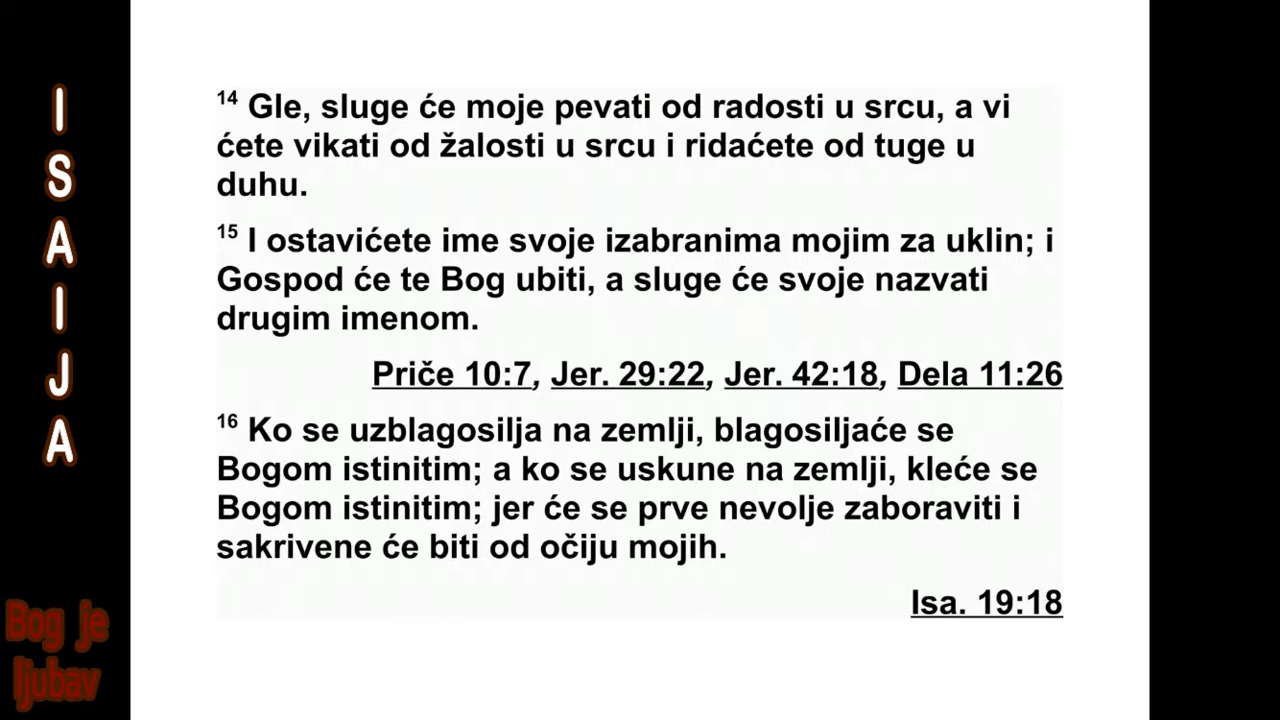 ISAIJA
14 Gle, sluge će moje pevati od radosti u srcu, a vi
ćete vikati od žalosti u srcu i ridaćete od tuge u
duhu.
15 I ostavićete ime svoje izabranima mojim za uklin; i
Gospod će te Bog ubiti, a sluge će svoje nazvati
drugim imenom.
Priče 10:7, Jer. 29:22, Jer. 42:18, Dela 11:26
16 Ko se uzblagosilja na zemlji, blagosiljaće se
Bogom istinitim; a ko se uskune na zemlji, kleće se
Bogom istinitim; jer će se prve nevolje zaboraviti i
sakrivene će biti od očiju mojih.
Isa. 19:18
Bog je
ljubav